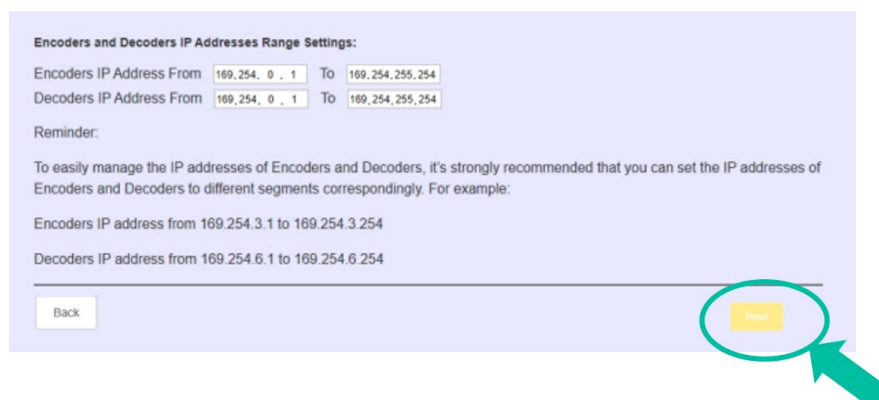 Encoders and Decoders IP Addresses Range Settings:
Encoders IP Address From 169.254. 0 . 1 To 169.254.255.254
Decoders IP Address From 169.254. 0 . 1 To 169.254.255.254
Reminder:
To easily manage the IP addresses of Encoders and Decoders, it's strongly recommended that you can set the IP addresses of
Encoders and Decoders to different segments correspondingly. For example:
Encoders IP address from 169.254.3.1 to 169.254.3.254
Decoders IP address from 169.254.6.1 to 169.254.6.254
Back Next